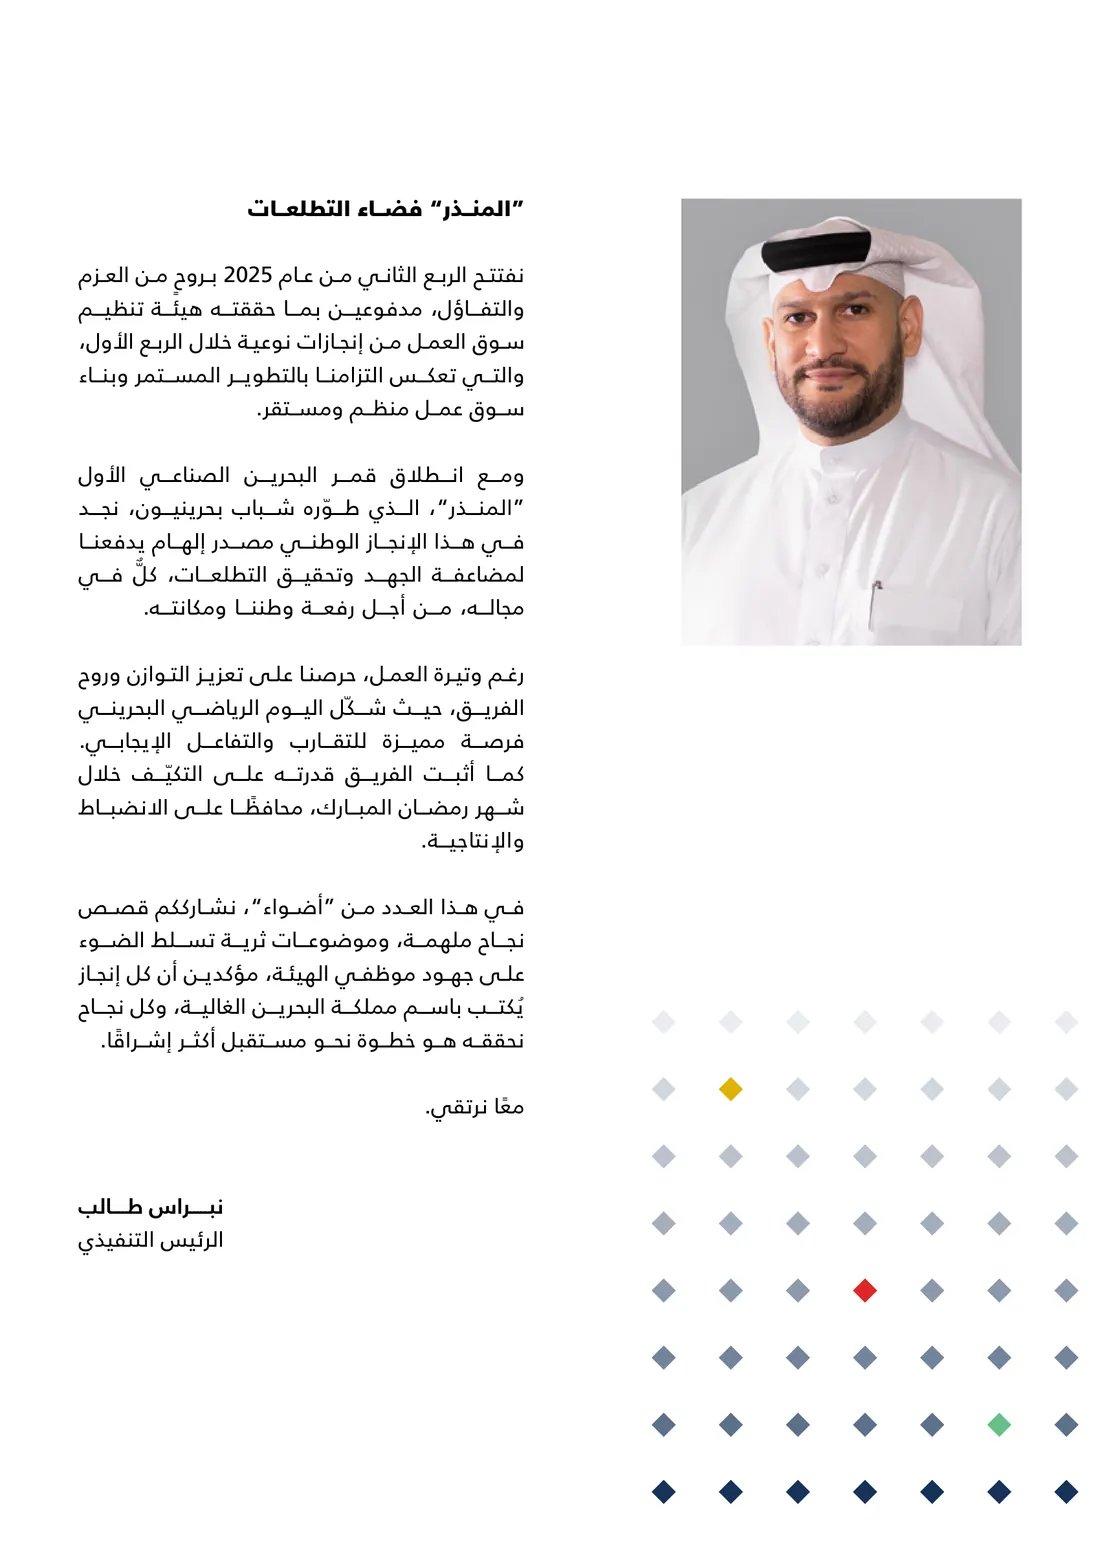 ”المنذر“ فضاء التطلعات
نفتتح الربع الثاني من عام 2025 بروحٍ من العزم
والتفاؤل، مدفوعين بما حققته هيئة تنظيم
سوق العمل من إنجازات نوعية خلال الربع الأول،
والتي تعكس التزامنا بالتطوير المستمر وبناء
سوق عمل منظم ومستقر.
ومع انطلاق قمر البحرين الصناعي الأول
”المنذر“، الذي طوّره شباب بحرينيون، نجد
في هذا الإنجاز الوطني مصدر إلهام يدفعنا
لمضاعفة الجهد وتحقيق التطلعات، كلٌّ في
مجاله، من أجل رفعة وطننا ومكانته.
رغم وتيرة العمل، حرصنا على تعزيز التوازن وروح
الفريق، حيث شكّل اليوم الرياضي البحريني
فرصة مميزة للتقارب والتفاعل الإيجابي.
كما أثبت الفريق قدرته على التكيّف خلال
شهر رمضان المبارك، محافظًا على الانضباط
والإنتاجية.
في هذا العدد من ”أضواء“، نشارككم قصص
نجاح ملهمة، وموضوعات ثرية تسلط الضوء
على جهود موظفي الهيئة، مؤكدين أن كل إنجاز
يُكتب باسم مملكة البحرين الغالية، وكل نجاح
نحققه هو خطوة نحو مستقبل أكثر إشراقًا.
معًا نرتقي.
نبراس طالب
الرئيس التنفيذي